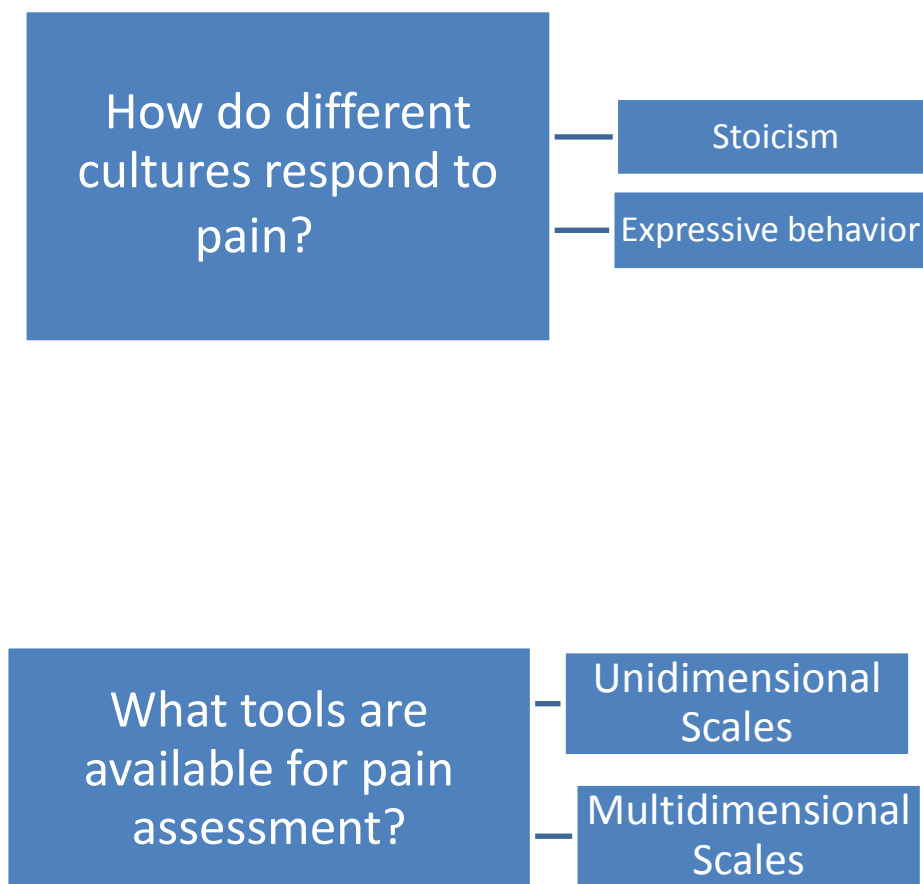 How do different
cultures respond to
pain?
Stoicism
Expressive behavior
What tools are
available for pain
assessment?
Unidimensional
Scales
Multidimensional
Scales